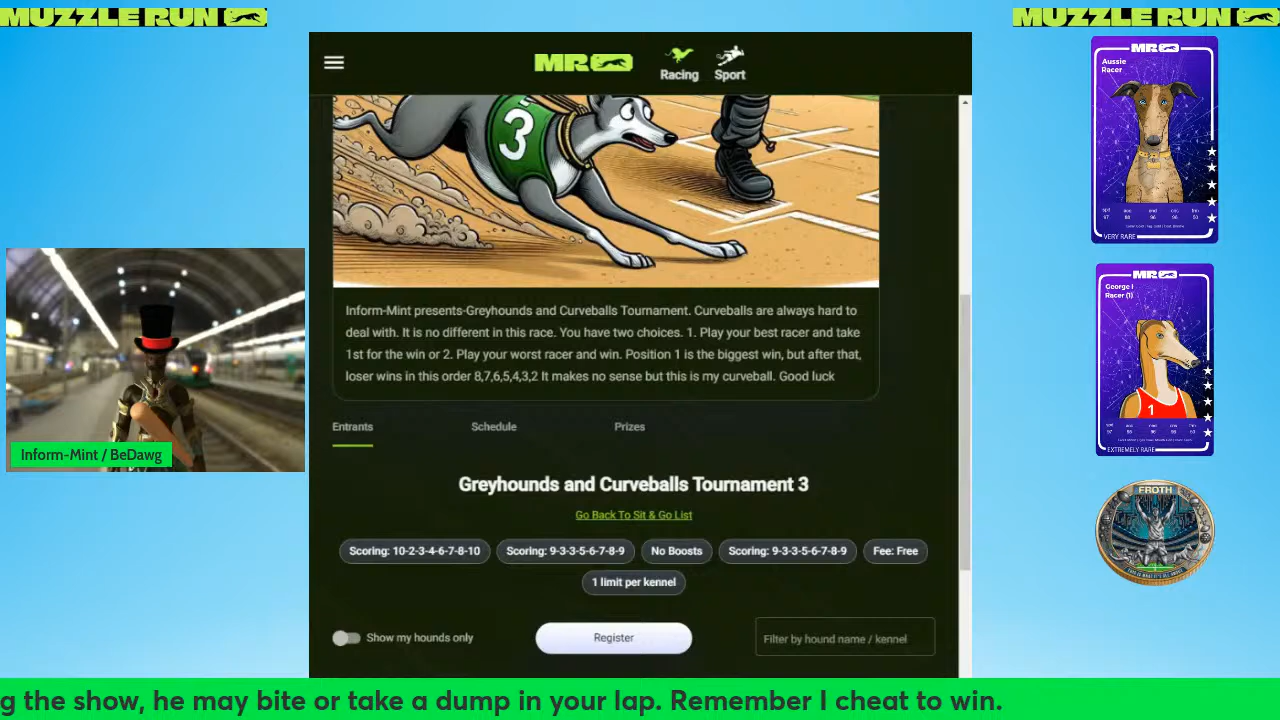 MUZZLE RUN
MUZZLE RUN
MR
Racing
Sport
3
Inform-Mint presents-Greyhounds and Curveballs Tournament. Curveballs are always hard to
deal with. It is no different in this race. You have two choices. 1. Play your best racer and take
1st for the win or 2. Play your worst racer and win. Position 1 is the biggest win, but after that,
loser wins in this order 8,7,6,5,4,3,2 It makes no sense but this is my curveball. Good luck
Entrants
Schedule
Prizes
Greyhounds and Curveballs Tournament 3
Go Back To Sit & Go List
Scoring: 10-2-3-4-6-7-8-10
Scoring: 9-3-3-5-6-7-8-9
No Boosts
Scoring: 9-3-3-5-6-7-8-9
Fee: Free
1 limit per kennel
Show my hounds only
Register
Filter by hound name / kennel
Inform-Mint / BeDawg
MR
Aussie
Racer
VERY RARE
MR
George I
Racer (1)
1
EXTREMELY RARE
FROTH
g the show, he may bite or take a dump in your lap. Remember I cheat to win.